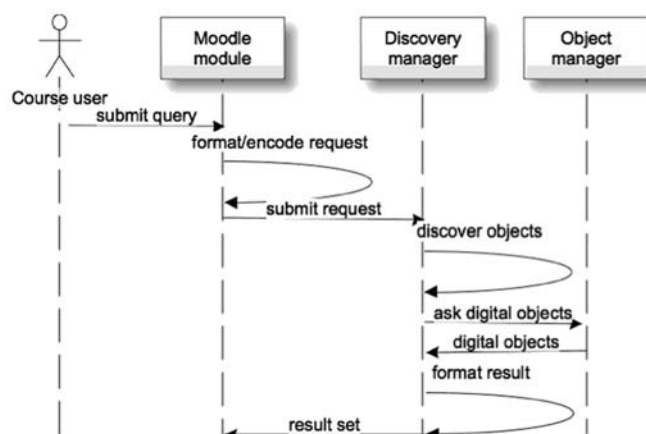 Moodle
module
Discovery
manager
Object
manager
Course user
submit query
format/encode request
submit request
discover objects
ask digital objects
digital objects
format result
result set